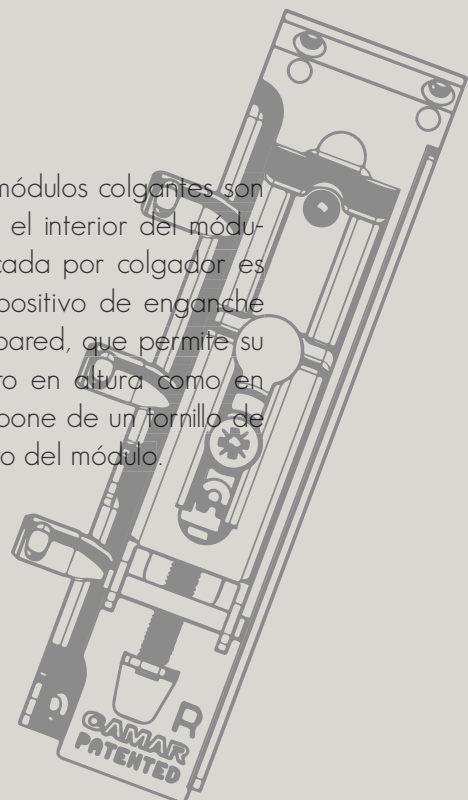 módulos colgantes son
el interior del módu-
cada por colgador es
positivo de enganche
pared, que permite su
ro en altura como en
pone de un tornillo de
o del módulo.
R
CAMAR
PATENTED